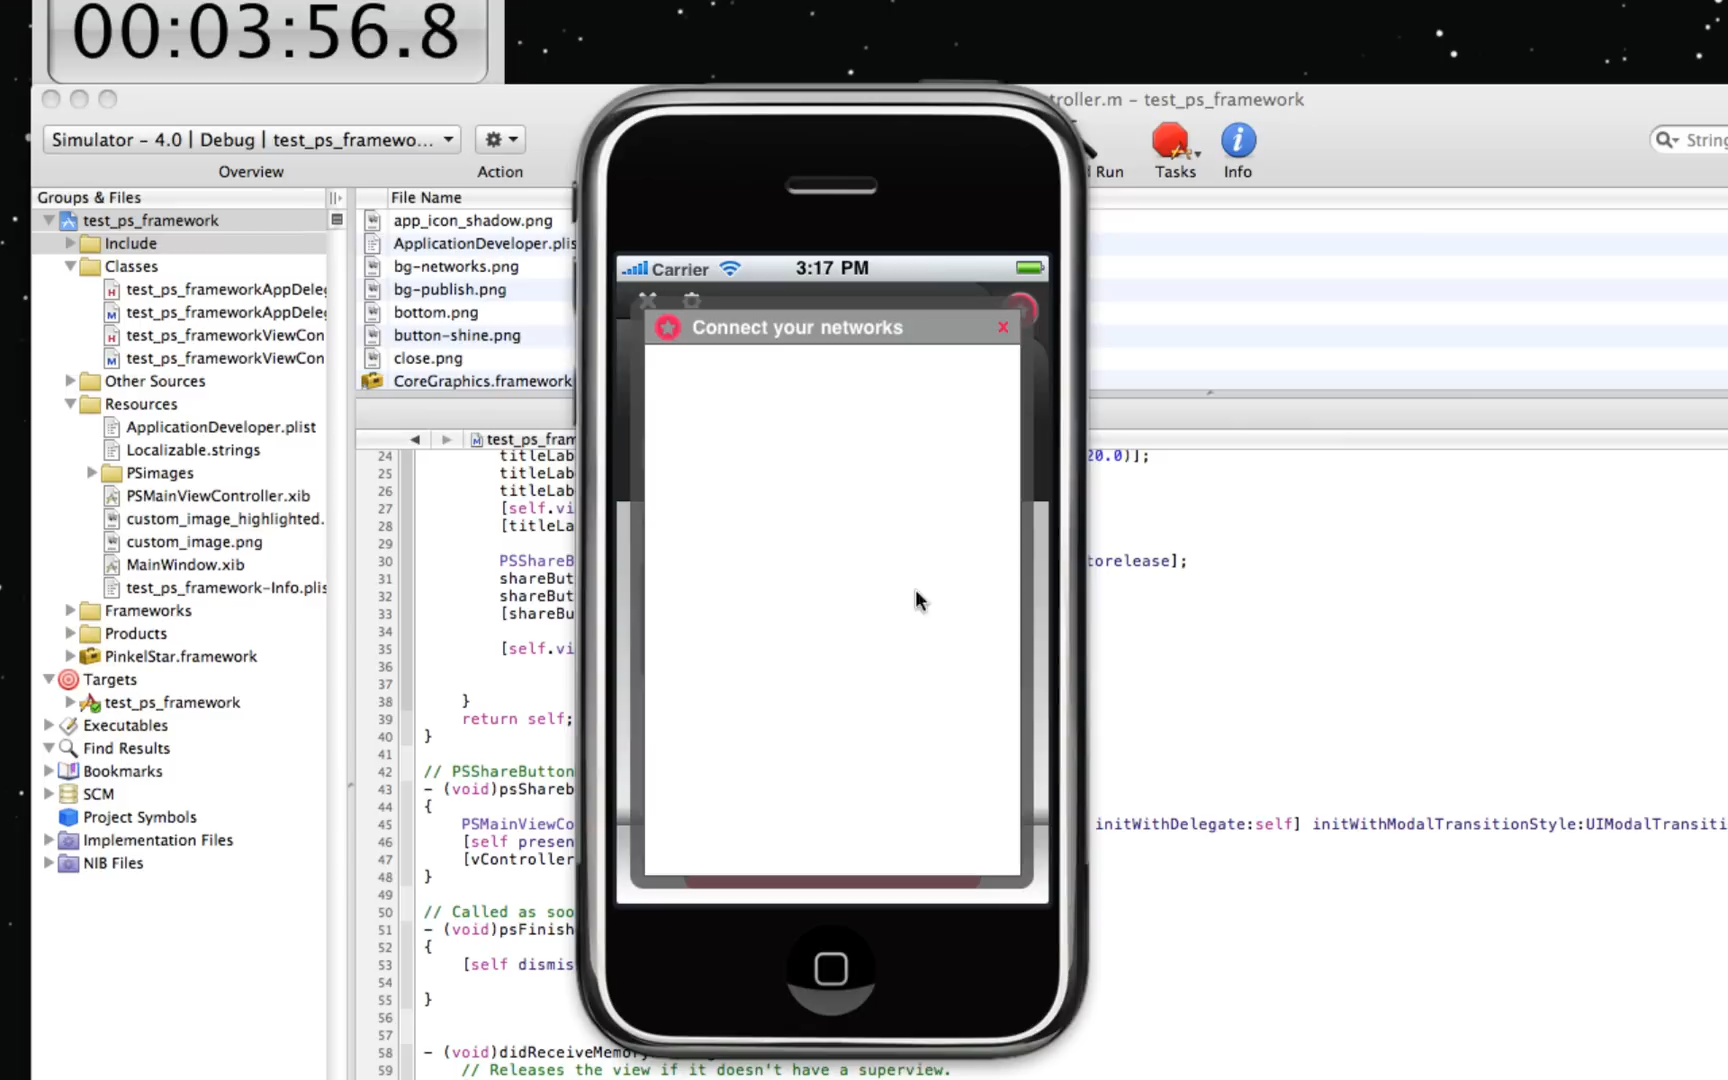 00:03:56.8
troller.m - test_ps_framework
Simulator - 4.0 | Debug | test_ps_framewo...
Overview
Action
Run
Tasks
Info
String
Groups & Files
test_ps_framework
Include
Classes
test_ps_frameworkAppDele
test_ps_frameworkAppDele
test_ps_frameworkViewCon
test_ps_frameworkViewCon
Other Sources
Resources
ApplicationDeveloper.plist
Localizable.strings
PSimages
PSMainViewController.xib
custom_image_highlighted.
custom_image.png
MainWindow.xib
test_ps_framework-Info.plis
Frameworks
Products
PinkelStar.framework
Targets
test_ps_framework
Executables
Find Results
Bookmarks
SCM
Project Symbols
Implementation Files
NIB Files
File Name
app_icon_shadow.png
ApplicationDeveloper.plis
bg-networks.png
bg-publish.png
bottom.png
button-shine.png
close.png
CoreGraphics.framework
test_ps_fram
24 titleLab 20.0)];
25 titleLab
26 titleLab
27 [self.vi
28 [titleLa
29
30 PSShareB torelease];
31 shareBut
32 shareBut
33 [shareBu
34
35 [self.vi
36
37
38 }
39 return self;
40 }
41
42 // PSShareButton
43 - (void)psShareb
44 {
45 PSMainViewCo initWithDelegate:self] initWithModalTransitionStyle:UIModalTransiti
46 [self presen
47 [vController
48 }
49
50 // Called as soo
51 - (void)psFinish
52 {
53 [self dismis
54
55 }
56
57
58 - (void)didReceiveMemory
59 // Releases the view if it doesn't have a superview.
Carrier 3:17 PM
Connect your networks x